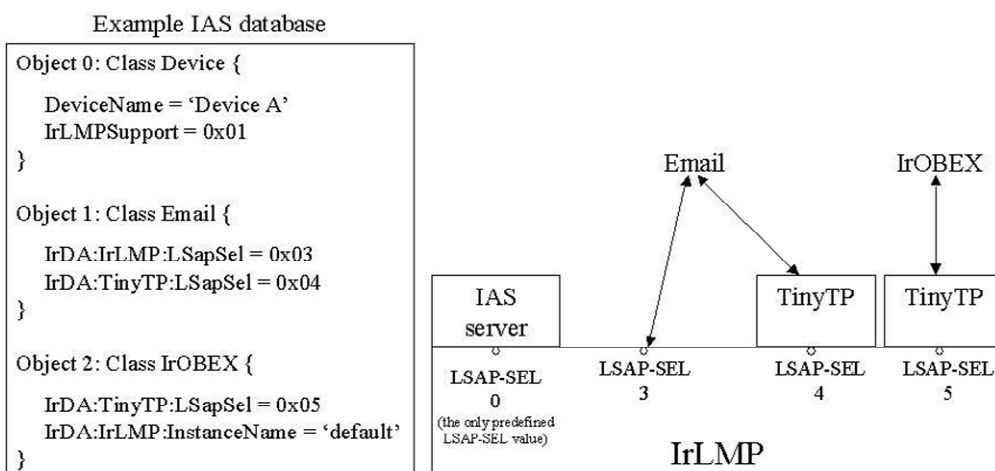 Example IAS database
Object 0: Class Device {
DeviceName = ‘Device A’
IrLMPSupport = 0x01
}
Object 1: Class Email {
IrDA:IrLMP:LSapSel = 0x03
IrDA:TinyTP:LSapSel = 0x04
}
Object 2: Class IrOBEX {
IrDA:TinyTP:LSapSel = 0x05
IrDA:IrLMP:InstanceName = ‘default’
}
Email
IrOBEX
IAS
server
TinyTP
TinyTP
LSAP-SEL
0
(the only predefined
LSAP-SEL value)
LSAP-SEL
3
LSAP-SEL
4
LSAP-SEL
5
IrLMP